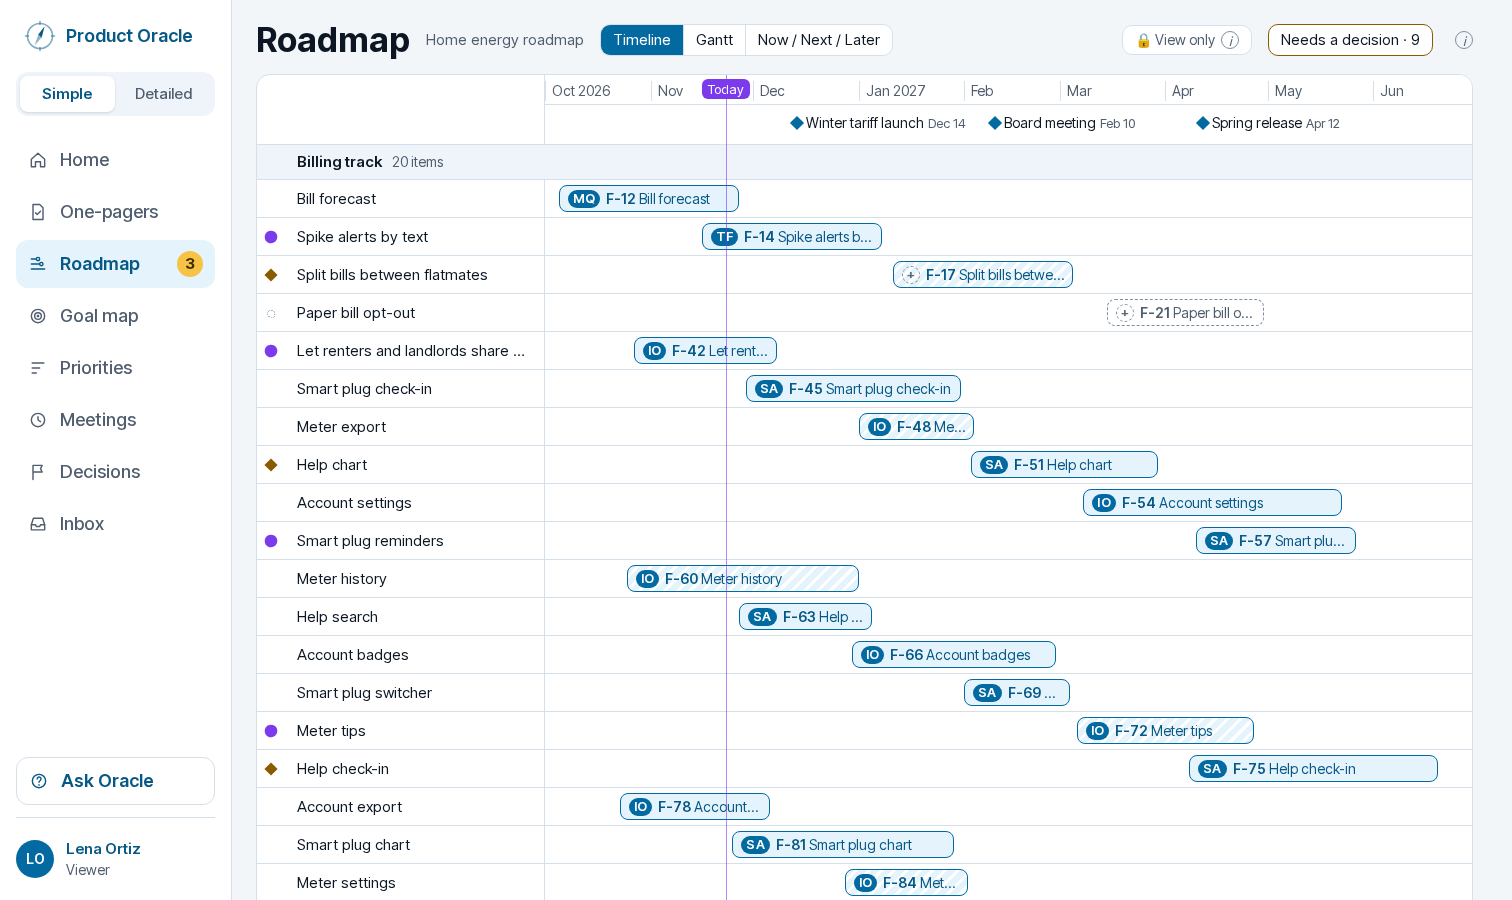 Product Oracle
Simple
Detailed
Home
One-pagers
Roadmap
3
Goal map
Priorities
Meetings
Decisions
Inbox
Ask Oracle
LO
Lena Ortiz
Viewer
Roadmap
Home energy roadmap
Timeline
Gantt
Now / Next / Later
View only
i
Needs a decision · 9
i
Oct 2026
Nov
Today
Dec
Jan 2027
Feb
Mar
Apr
May
Jun
Winter tariff launch Dec 14
Board meeting Feb 10
Spring release Apr 12
Billing track 20 items
Bill forecast
MQ F-12 Bill forecast
Spike alerts by text
TF F-14 Spike alerts b...
Split bills between flatmates
+ F-17 Split bills betwe...
Paper bill opt-out
+ F-21 Paper bill o...
Let renters and landlords share ...
IO F-42 Let rent...
Smart plug check-in
SA F-45 Smart plug check-in
Meter export
IO F-48 Me...
Help chart
SA F-51 Help chart
Account settings
IO F-54 Account settings
Smart plug reminders
SA F-57 Smart plu...
Meter history
IO F-60 Meter history
Help search
SA F-63 Help ...
Account badges
IO F-66 Account badges
Smart plug switcher
SA F-69 ...
Meter tips
IO F-72 Meter tips
Help check-in
SA F-75 Help check-in
Account export
IO F-78 Account...
Smart plug chart
SA F-81 Smart plug chart
Meter settings
IO F-84 Met...